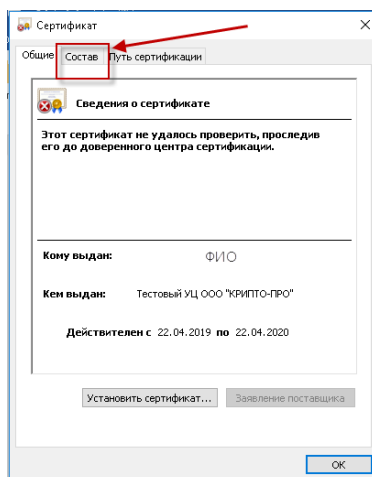 Сертификат
Общие Состав Путь сертификации
Сведения о сертификате
Этот сертификат не удалось проверить, проследив
его до доверенного центра сертификации.
Кому выдан: ФИО
Кем выдан: Тестовый УЦ ООО "КРИПТО-ПРО"
Действителен с 22.04.2019 по 22.04.2020
Установить сертификат... Заявление поставщика
ОК